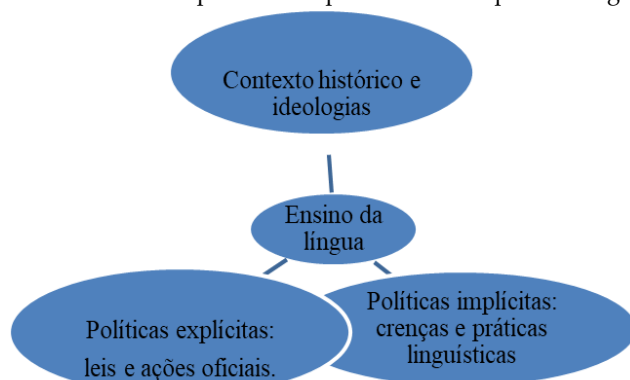 Contexto histórico e
ideologias
Ensino da
língua
Políticas explícitas:
leis e ações oficiais.
Políticas implícitas:
crenças e práticas
linguísticas